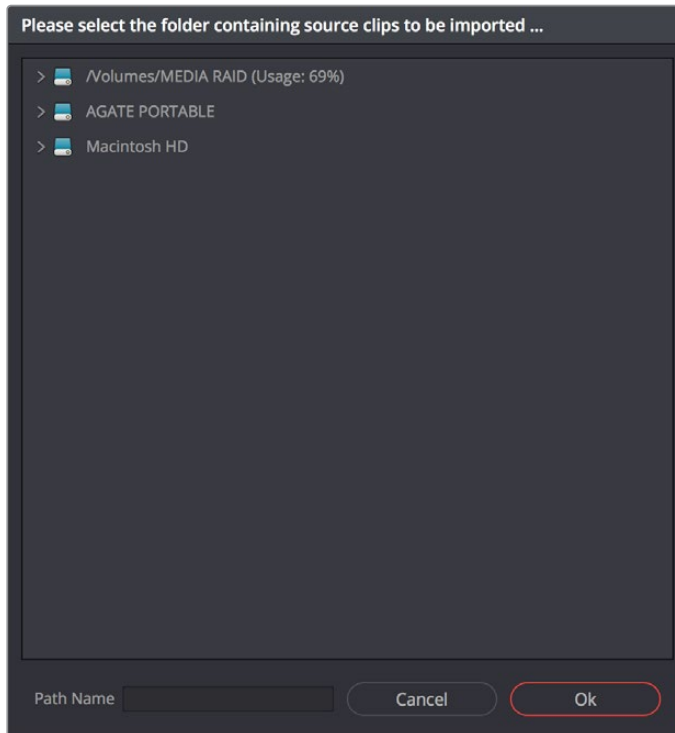 Please select the folder containing source clips to be imported ...
/Volumes/MEDIA RAID (Usage: 69%)
AGATE PORTABLE
Macintosh HD
Path Name Cancel Ok